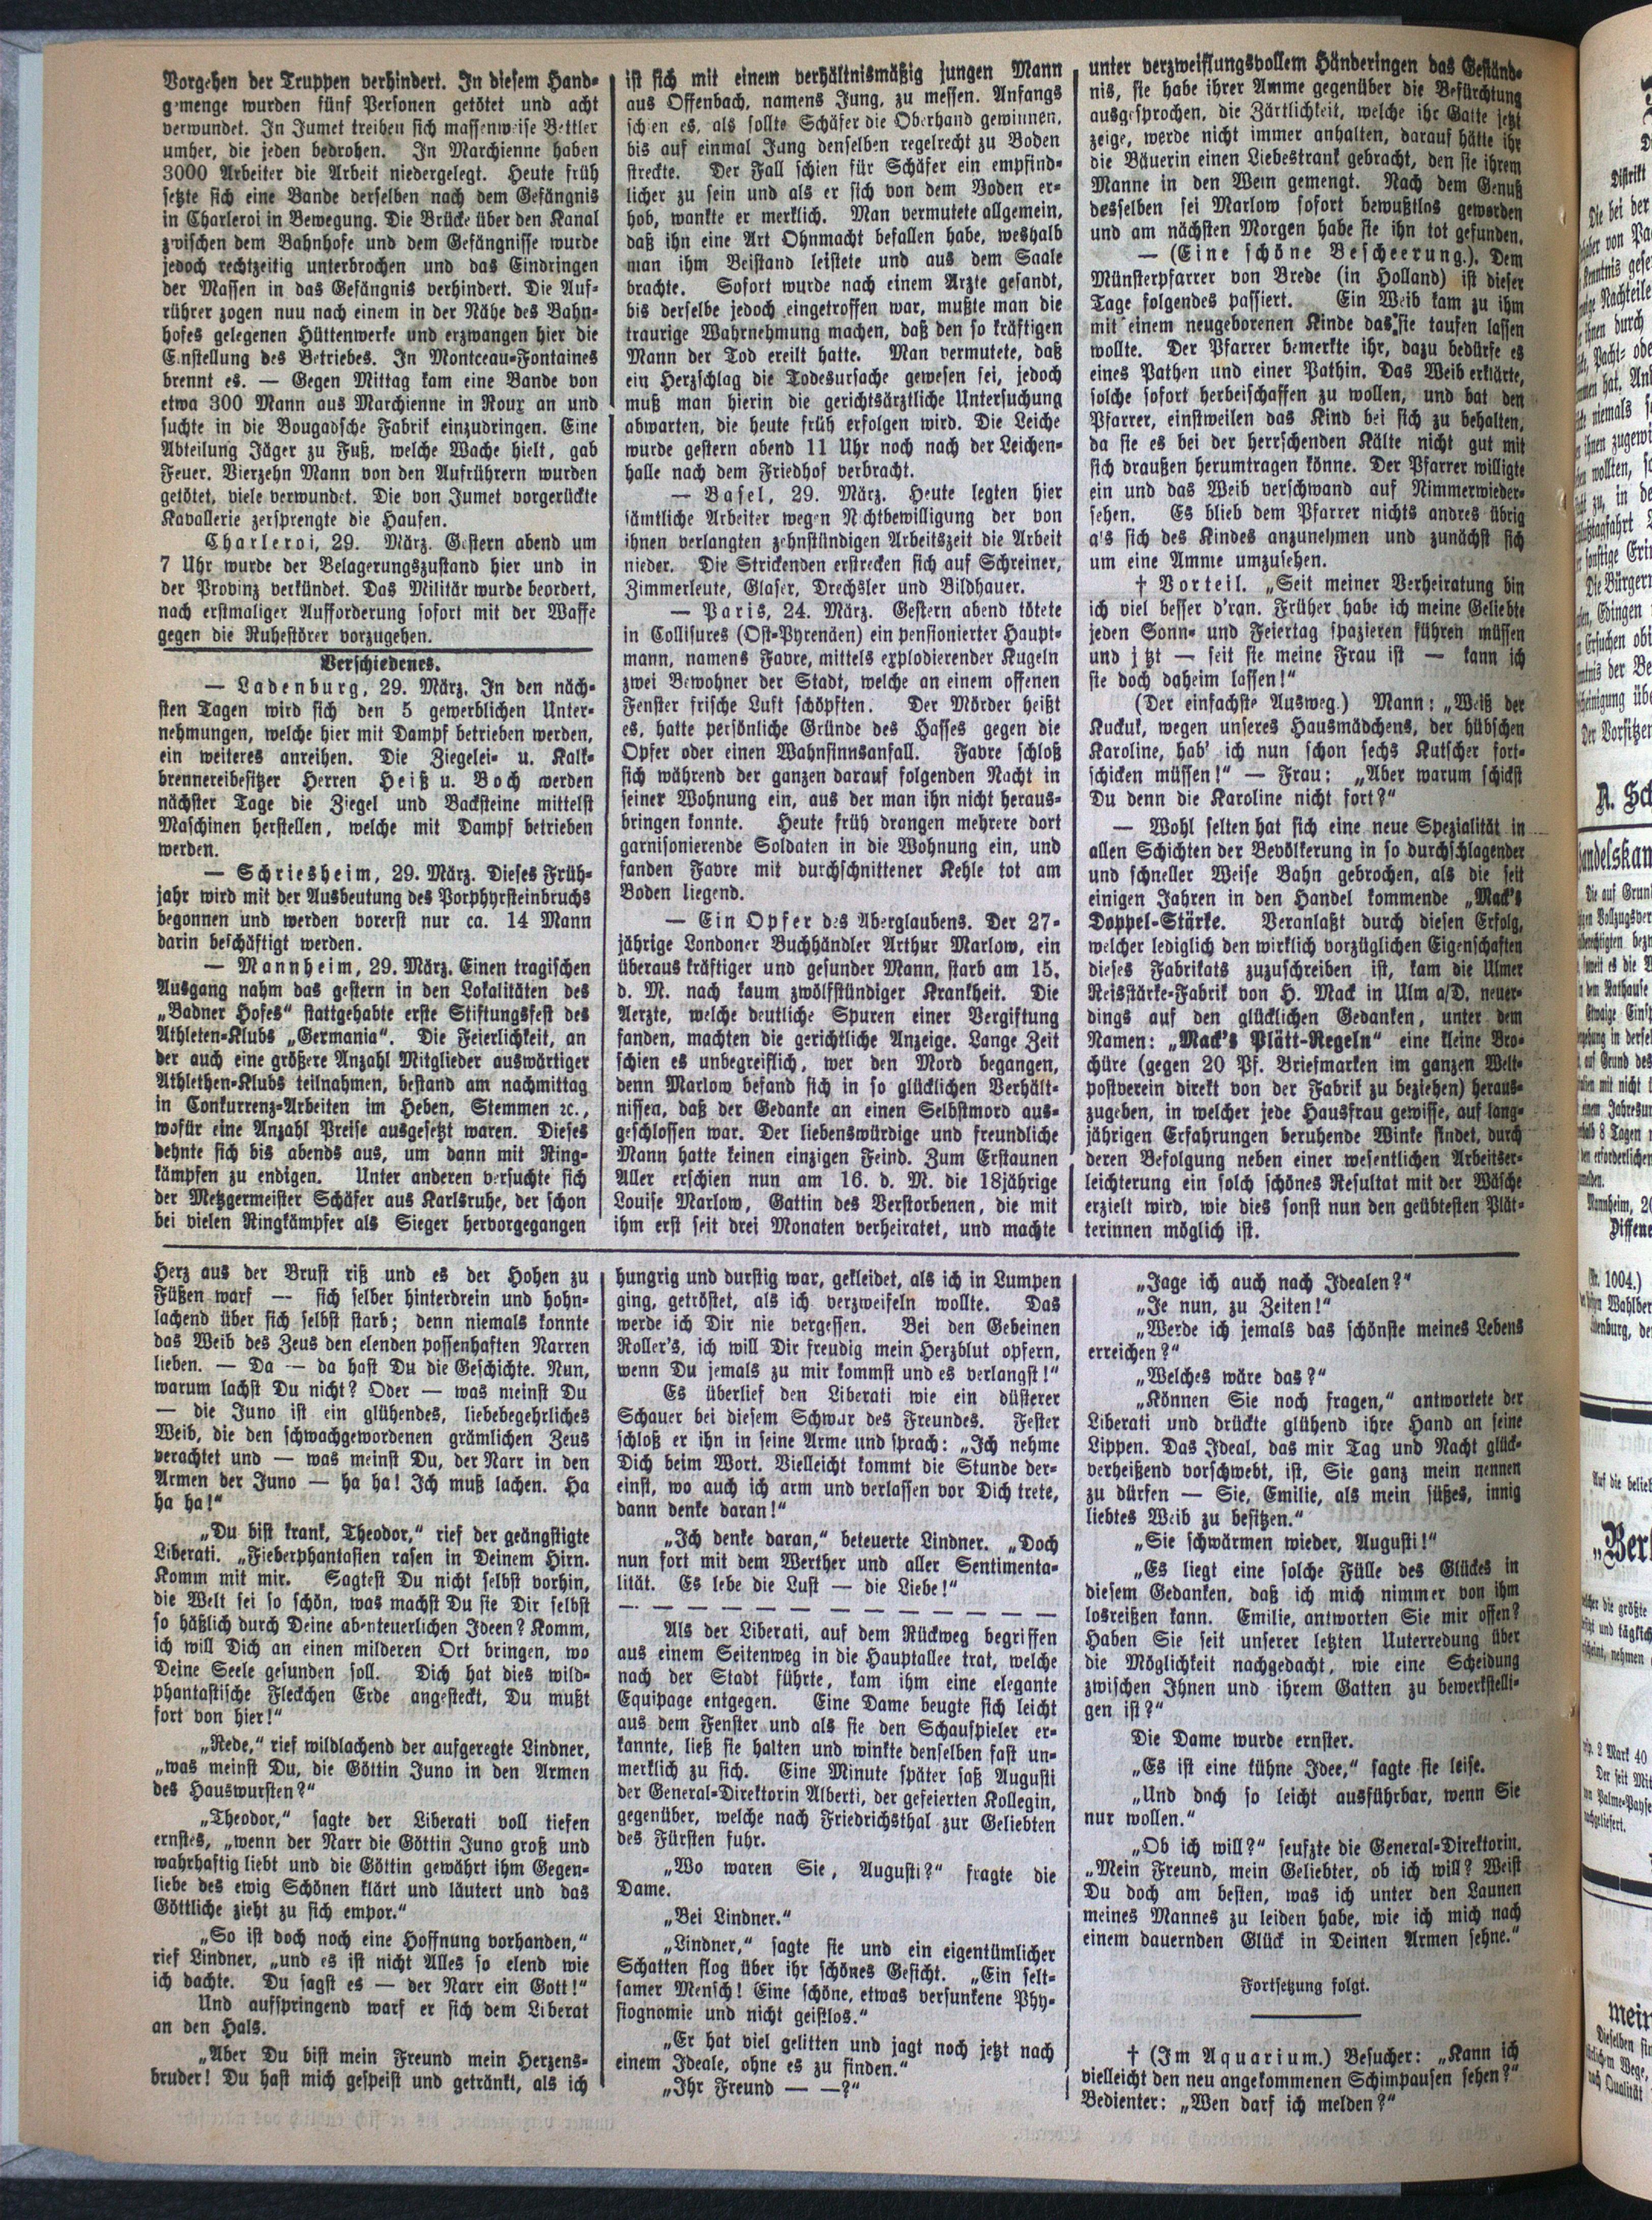 Vorgehen der Truppen verhindert. In diesem Hand-
g menge wurden fünf Personen getötet und acht
verwundet. In Jumet treiben sich massenweise Bettler
umher, die jeden bedrohen. In Marchienne haben
3000 Arbeiter die Arbeit niedergelegt. Heute früh
setzte sich eine Bande derselben nach dem Gefängnis
in Charleroi in Bewegung. Die Brücke über den Kanal
zwischen dem Bahnhofe und dem Gefängnisse wurde
jedoch rechtzeitig unterbrochen und das Eindringen
der Massen in das Gefängnis verhindert. Die Auf-
rührer zogen nuu nach einem in der Nähe des Bahn-
hofes gelegenen Hüttenwerke und erzwangen hier die
E.nstellung des Betriebes. In Montceau-Fontaines
brennt es. — Gegen Mittag kam eine Bande von
etwa 300 Mann aus Marchienne in Roux an und
suchte in die Bougadsche Fabrik einzudringen. Eine
Abteilung Jäger zu Fuß, welche Wache hielt, gab
Feuer. Vierzehn Mann von den Aufrührern wurden
getötet, viele verwundet. Die von Jumet vorgerückte
Kavallerie zersprengte die Haufen.
Charleroi, 29. März. Gestern abend um
7 Uhr wurde der Belagerungszustand hier und in
der Provinz verkündet. Das Militär wurde beordert,
nach erstmaliger Aufforderung sofort mit der Waffe
gegen die Ruhestörer vorzugehen.
Verschiedenes.
— Ladenburg, 29. März. In den näch-
sten Tagen wird sich den 5 gewerblichen Unter-
nehmungen, welche hier mit Dampf betrieben werden,
ein weiteres anreihen. Die Ziegelei- u. Kalk-
brennereibesitzer Herren Heiß u. Boch werden
nächster Tage die Ziegel und Backsteine mittelst
Maschinen herstellen, welche mit Dampf betrieben
werden.
— Schriesheim, 29. März. Dieses Früh-
jahr wird mit der Ausbeutung des Porphyrsteinbruchs
begonnen und werden vorerst nur ca. 14 Mann
darin beschäftigt werden.
— Mannheim, 29. März. Einen tragischen
Ausgang nahm das gestern in den Lokalitäten des
„Badner Hofes“ stattgehabte erste Stiftungsfest des
Athleten-Klubs „Germania“. Die Feierlichkeit, an
der auch eine größere Anzahl Mitglieder auswärtiger
Athlethen-Klubs teilnahmen, bestand am nachmittag
in Conkurrenz-Arbeiten im Heben, Stemmen ꝛc.,
wofür eine Anzahl Preise ausgesetzt waren. Dieses
dehnte sich bis abends aus, um dann mit Ring-
kämpfen zu endigen. Unter anderen versuchte sich
der Metzgermeister Schäfer aus Karlsruhe, der schon
bei vielen Ringkämpfer als Sieger hervorgegangen
ist sich mit einem verhältnismäßig jungen Mann
aus Offenbach, namens Jung, zu messen. Anfangs
schien es, als sollte Schäfer die Oberhand gewinnen,
bis auf einmal Jung denselben regelrecht zu Boden
streckte. Der Fall schien für Schäfer ein empfind-
licher zu sein und als er sich von dem Boden er-
hob, wankte er merklich. Man vermutete allgemein,
daß ihn eine Art Ohnmacht befallen habe, weshalb
man ihm Beistand leistete und aus dem Saale
brachte. Sofort wurde nach einem Arzte gesandt,
bis derselbe jedoch eingetroffen war, mußte man die
traurige Wahrnehmung machen, daß den so kräftigen
Mann der Tod ereilt hatte. Man vermutete, daß
ein Herzschlag die Todesursache gewesen sei, jedoch
muß man hierin die gerichtsärztliche Untersuchung
abwarten, die heute früh erfolgen wird. Die Leiche
wurde gestern abend 11 Uhr noch nach der Leichen-
halle nach dem Friedhof verbracht.
— Basel, 29. März. Heute legten hier
sämtliche Arbeiter wegen Nichtbewilligung der von
ihnen verlangten zehnstündigen Arbeitszeit die Arbeit
nieder. Die Strickenden erstrecken sich auf Schreiner,
Zimmerleute, Glaser, Drechsler und Bildhauer.
— Paris, 24. März. Gestern abend tötete
in Collisures (Ost-Pyrenäen) ein pensionierter Haupt-
mann, namens Favre, mittels explodierender Kugeln
zwei Bewohner der Stadt, welche an einem offenen
Fenster frische Luft schöpften. Der Mörder heißt
es, hatte persönliche Gründe des Hasses gegen die
Opfer oder einen Wahnsinnsanfall. Favre schloß
sich während der ganzen darauf folgenden Nacht in
seiner Wohnung ein, aus der man ihn nicht heraus-
bringen konnte. Heute früh drangen mehrere dort
garnisonierende Soldaten in die Wohnung ein, und
fanden Favre mit durchschnittener Kehle tot am
Boden liegend.
— Ein Opfer des Aberglaubens. Der 27-
jährige Londoner Buchhändler Arthur Marlow, ein
überaus kräftiger und gesunder Mann, starb am 15.
d. M. nach kaum zwölfstündiger Krankheit. Die
Aerzte, welche deutliche Spuren einer Vergiftung
fanden, machten die gerichtliche Anzeige. Lange Zeit
schien es unbegreiflich, wer den Mord begangen,
denn Marlow befand sich in so glücklichen Verhält-
nissen, daß der Gedanke an einen Selbstmord aus-
geschlossen war. Der liebenswürdige und freundliche
Mann hatte keinen einzigen Feind. Zum Erstaunen
Aller erschien nun am 16. d. M. die 18jährige
Louise Marlow, Gattin des Verstorbenen, die mit
ihm erst seit drei Monaten verheiratet, und machte
unter verzweiflungsvollem Händeringen das Geständ-
nis, sie habe ihrer Amme gegenüber die Befürchtung
ausgesprochen, die Zärtlichkeit, welche ihr Gatte jetzt
zeige, werde nicht immer anhalten, darauf hätte ihr
die Bäuerin einen Liebestrank gebracht, den sie ihrem
Manne in den Wein gemengt. Nach dem Genuß
desselben sei Marlow sofort bewußtlos geworden
und am nächsten Morgen habe sie ihn tot gefunden.
— (Eine schöne Bescheerung.). Dem
Münsterpfarrer von Brede (in Holland) ist dieser
Tage folgendes passiert. Ein Weib kam zu ihm
mit einem neugeborenen Kinde das sie taufen lassen
wollte. Der Pfarrer bemerkte ihr, dazu bedürfe es
eines Pathen und einer Pathin. Das Weib erklärte,
solche sofort herbeischaffen zu wollen, und bat den
Pfarrer, einstweilen das Kind bei sich zu behalten,
da sie es bei der herrschenden Kälte nicht gut mit
sich draußen herumtragen könne. Der Pfarrer willigte
ein und das Weib verschwand auf Nimmerwieder-
sehen. Es blieb dem Pfarrer nichts andres übrig
a's sich des Kindes anzunehmen und zunächst sich
um eine Amme umzusehen.
† Vorteil. „Seit meiner Verheiratung bin
ich viel besser d'ran. Früher habe ich meine Geliebte
jeden Sonn- und Feiertag spazieren führen müssen
und j tzt — seit sie meine Frau ist — kann ich
sie doch daheim lassen!“
(Der einfachste Ausweg.) Mann: „Weiß der
Kuckuk, wegen unseres Hausmädchens, der hübschen
Karoline, hab' ich nun schon sechs Kutscher fort-
schicken müssen!“ — Frau: „Aber warum schickst
Du denn die Karoline nicht fort?“
— Wohl selten hat sich eine neue Spezialität in
allen Schichten der Bevölkerung in so durchschlagender
und schneller Weise Bahn gebrochen, als die seit
einigen Jahren in den Handel kommende „Mack's
Doppel-Stärke. Veranlaßt durch diesen Erfolg,
welcher lediglich den wirklich vorzüglichen Eigenschaften
dieses Fabrikats zuzuschreiben ist, kam die Ulmer
Reisstärke-Fabrik von H. Mack in Ulm a/D. neuer-
dings auf den glücklichen Gedanken, unter dem
Namen: „Mack's Plätt-Regeln“ eine kleine Bro-
chüre (gegen 20 Pf. Briefmarken im ganzen Welt-
postverein direkt von der Fabrik zu beziehen) heraus-
zugeben, in welcher jede Hausfrau gewisse, auf lang-
jährigen Erfahrungen beruhende Winke findet, durch
deren Befolgung neben einer wesentlichen Arbeitser-
leichterung ein solch schönes Resultat mit der Wäsche
erzielt wird, wie dies sonst nun den geübtesten Plät-
terinnen möglich ist.
Herz aus der Brust riß und es der Hohen zu
Füßen warf — sich selber hinterdrein und hohn-
lachend über sich selbst starb; denn niemals konnte
das Weib des Zeus den elenden possenhaften Narren
lieben. — Da — da hast Du die Geschichte. Nun,
warum lachst Du nicht? Oder — was meinst Du
— die Juno ist ein glühendes, liebebegehrliches
Weib, die den schwachgewordenen grämlichen Zeus
verachtet und — was meinst Du, der Narr in den
Armen der Juno — ha ha! Ich muß lachen. Ha
ha ha!“
„Du bist krank, Theodor,“ rief der geängstigte
Liberati. „Fieberphantasien rasen in Deinem Hirn.
Komm mit mir. Sagtest Du nicht selbst vorhin,
die Welt sei so schön, was machst Du sie Dir selbst
so häßlich durch Deine abenteuerlichen Ideen? Komm,
ich will Dich an einen milderen Ort bringen, wo
Deine Seele gesunden soll. Dich hat dies wild-
phantastische Fleckchen Erde angesteckt, Du mußt
fort von hier!“
„Rede,“ rief wildlachend der aufgeregte Lindner,
„was meinst Du, die Göttin Juno in den Armen
des Hauswursten?“
„Theodor,“ sagte der Liberati voll tiefen
ernstes, „wenn der Narr die Göttin Juno groß und
wahrhaftig liebt und die Göttin gewährt ihm Gegen-
liebe des ewig Schönen klärt und läutert und das
Göttliche zieht zu sich empor.“
„So ist doch noch eine Hoffnung vorhanden,“
rief Lindner, „und es ist nicht Alles so elend wie
ich dachte. Du sagst es — der Narr ein Gott!“
Und aufspringend warf er sich dem Liberat
an den Hals.
„Aber Du bist mein Freund mein Herzens-
bruder! Du hast mich gespeist und getränkt, als ich
hungrig und durstig war, gekleidet, als ich in Lumpen
ging, getröstet, als ich verzweifeln wollte. Das
werde ich Dir nie vergessen. Bei den Gebeinen
Roller's, ich will Dir freudig mein Herzblut opfern,
wenn Du jemals zu mir kommst und es verlangst!“
Es überlief den Liberati wie ein düsterer
Schauer bei diesem Schwur des Freundes. Fester
schloß er ihn in seine Arme und sprach: „Ich nehme
Dich beim Wort. Vielleicht kommt die Stunde der-
einst, wo auch ich arm und verlassen vor Dich trete,
dann denke daran!“
„Ich denke daran,“ beteuerte Lindner. „Doch
nun fort mit dem Werther und aller Sentimenta-
lität. Es lebe die Lust — die Liebe!“
— — — — — — — — — — — —
Als der Liberati, auf dem Rückweg begriffen
aus einem Seitenweg in die Hauptallee trat, welche
nach der Stadt führte, kam ihm eine elegante
Equipage entgegen. Eine Dame beugte sich leicht
aus dem Fenster und als sie den Schauspieler er-
kannte, ließ sie halten und winkte denselben fast un-
merklich zu sich. Eine Minute später saß Augusti
der General-Direktorin Alberti, der gefeierten Kollegin,
gegenüber, welche nach Friedrichsthal zur Geliebten
des Fürsten fuhr.
„Wo waren Sie, Augusti?“ fragte die
Dame.
„Bei Lindner.“
„Lindner,“ sagte sie und ein eigentümlicher
Schatten flog über ihr schönes Gesicht. „Ein selt-
samer Mensch! Eine schöne, etwas versunkene Phy-
siognomie und nicht geistlos.“
„Er hat viel gelitten und jagt noch jetzt nach
einem Ideale, ohne es zu finden.“
„Ihr Freund — —?“
„Jage ich auch nach Idealen?“
„Je nun, zu Zeiten!“
„Werde ich jemals das schönste meines Lebens
erreichen?“
„Welches wäre das?“
„Können Sie noch fragen,“ antwortete der
Liberati und drückte glühend ihre Hand an seine
Lippen. Das Ideal, das mir Tag und Nacht glück-
verheißend vorschwebt, ist, Sie ganz mein nennen
zu dürfen — Sie, Emilie, als mein süßes, innig
liebtes Weib zu besitzen.“
„Sie schwärmen wieder, Augusti!“
„Es liegt eine solche Fülle des Glückes in
diesem Gedanken, daß ich mich nimmer von ihm
losreißen kann. Emilie, antworten Sie mir offen?
Haben Sie seit unserer letzten Unterredung über
die Möglichkeit nachgedacht, wie eine Scheidung
zwischen Ihnen und ihrem Gatten zu bewerkstelli-
gen ist?“
Die Dame wurde ernster.
„Es ist eine kühne Idee,“ sagte sie leise.
„Und doch so leicht ausführbar, wenn Sie
nur wollen.“
„Ob ich will?“ seufzte die General-Direktorin.
„Mein Freund, mein Geliebter, ob ich will? Weist
Du doch am besten, was ich unter den Launen
meines Mannes zu leiden habe, wie ich mich nach
einem dauernden Glück in Deinen Armen sehne.“
Fortsetzung folgt.
† (Im Aquarium.) Besucher: „Kann ich
vielleicht den neu angekommenen Schimpansen sehen?“
Bedienter: „Wen darf ich melden?“